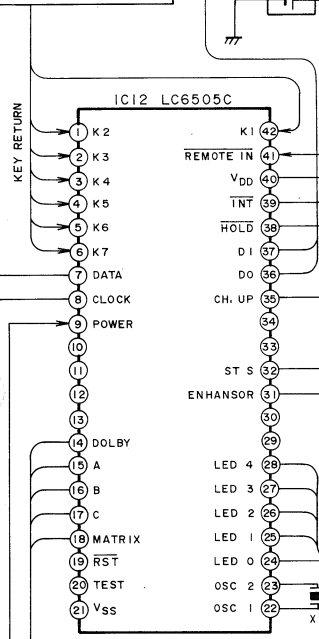 IC12 LC6505C
KEY RETURN
1 K2
2 K3
3 K4
4 K5
5 K6
6 K7
7 DATA
8 CLOCK
9 POWER
10
11
12
13
14 DOLBY
15 A
16 B
17 C
18 MATRIX
19 RST
20 TEST
21 VSS
K1 42
REMOTE IN 41
VDD 40
INT 39
HOLD 38
D1 37
D0 36
CH. UP 35
34
33
ST S 32
ENHANSOR 31
30
29
LED 4 28
LED 3 27
LED 2 26
LED 1 25
LED 0 24
OSC 2 23
OSC 1 22
X